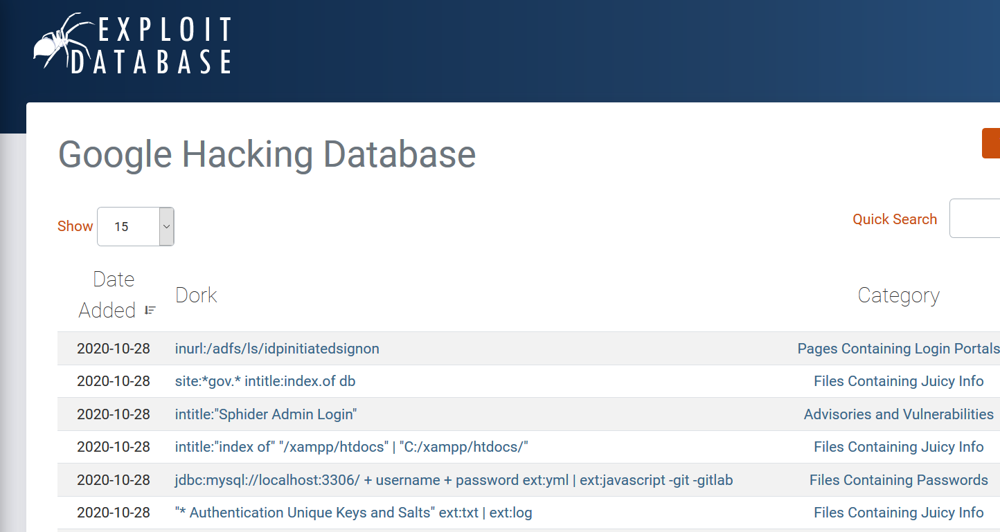 EXPLOIT
DATABASE
Google Hacking Database
Show 15
Quick Search
Date Added
Dork
Category
2020-10-28 inurl:/adfs/ls/idpinitiatedsignon Pages Containing Login Portals
2020-10-28 site:*gov.* intitle:index.of db Files Containing Juicy Info
2020-10-28 intitle:"Sphider Admin Login" Advisories and Vulnerabilities
2020-10-28 intitle:"index of" "/xampp/htdocs" | "C:/xampp/htdocs/" Files Containing Juicy Info
2020-10-28 jdbc:mysql://localhost:3306/ + username + password ext:yml | ext:javascript -git -gitlab Files Containing Passwords
2020-10-28 "* Authentication Unique Keys and Salts" ext:txt | ext:log Files Containing Juicy Info